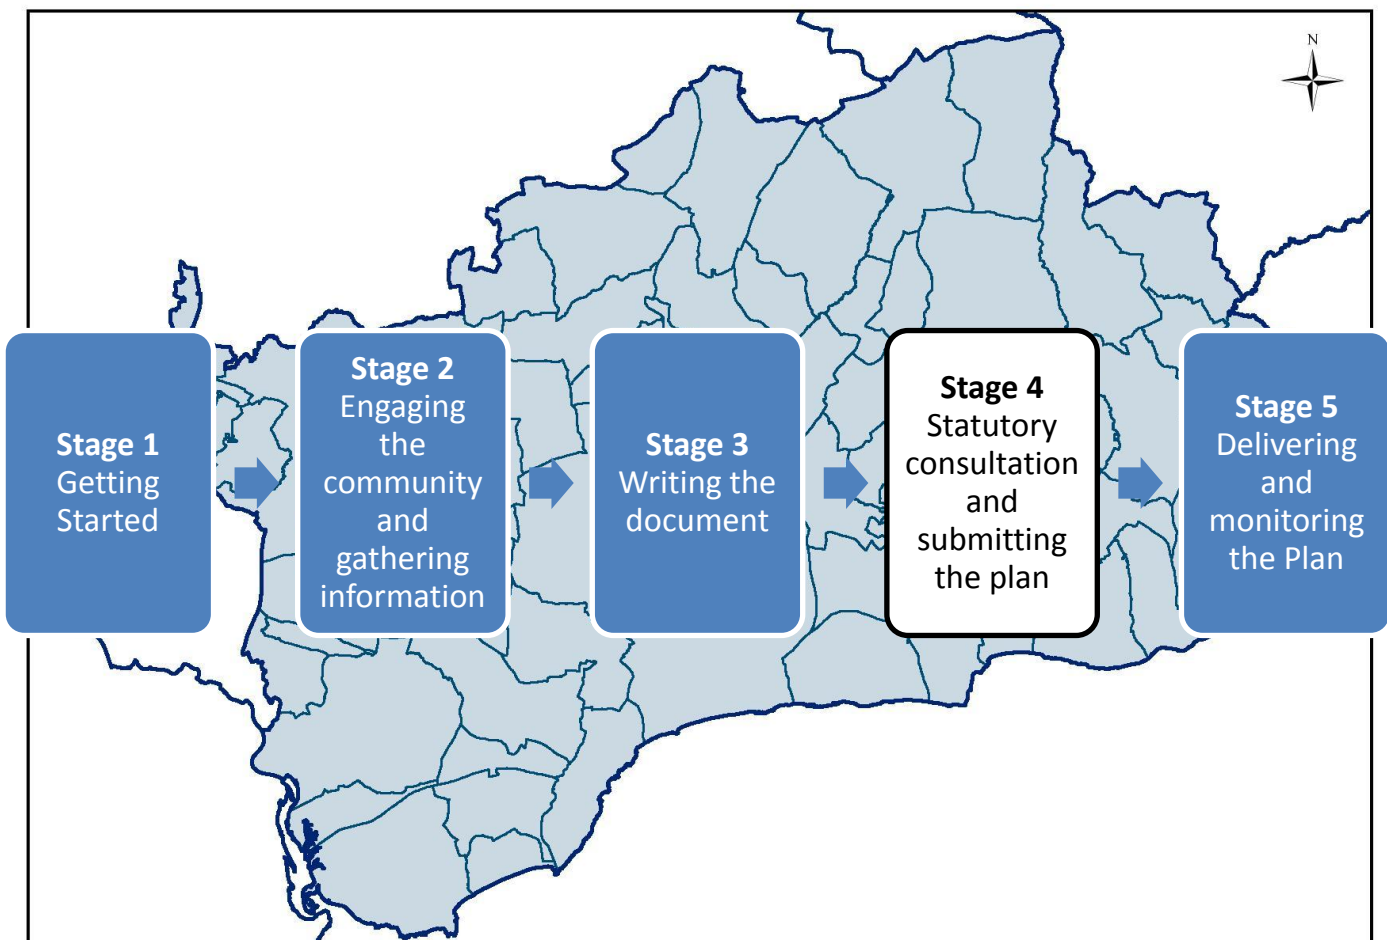 N
Stage 1
Getting
Started
Stage 2
Engaging
the
community
and
gathering
information
Stage 3
Writing the
document
Stage 4
Statutory
consultation
and
submitting
the plan
Stage 5
Delivering
and
monitoring
the Plan